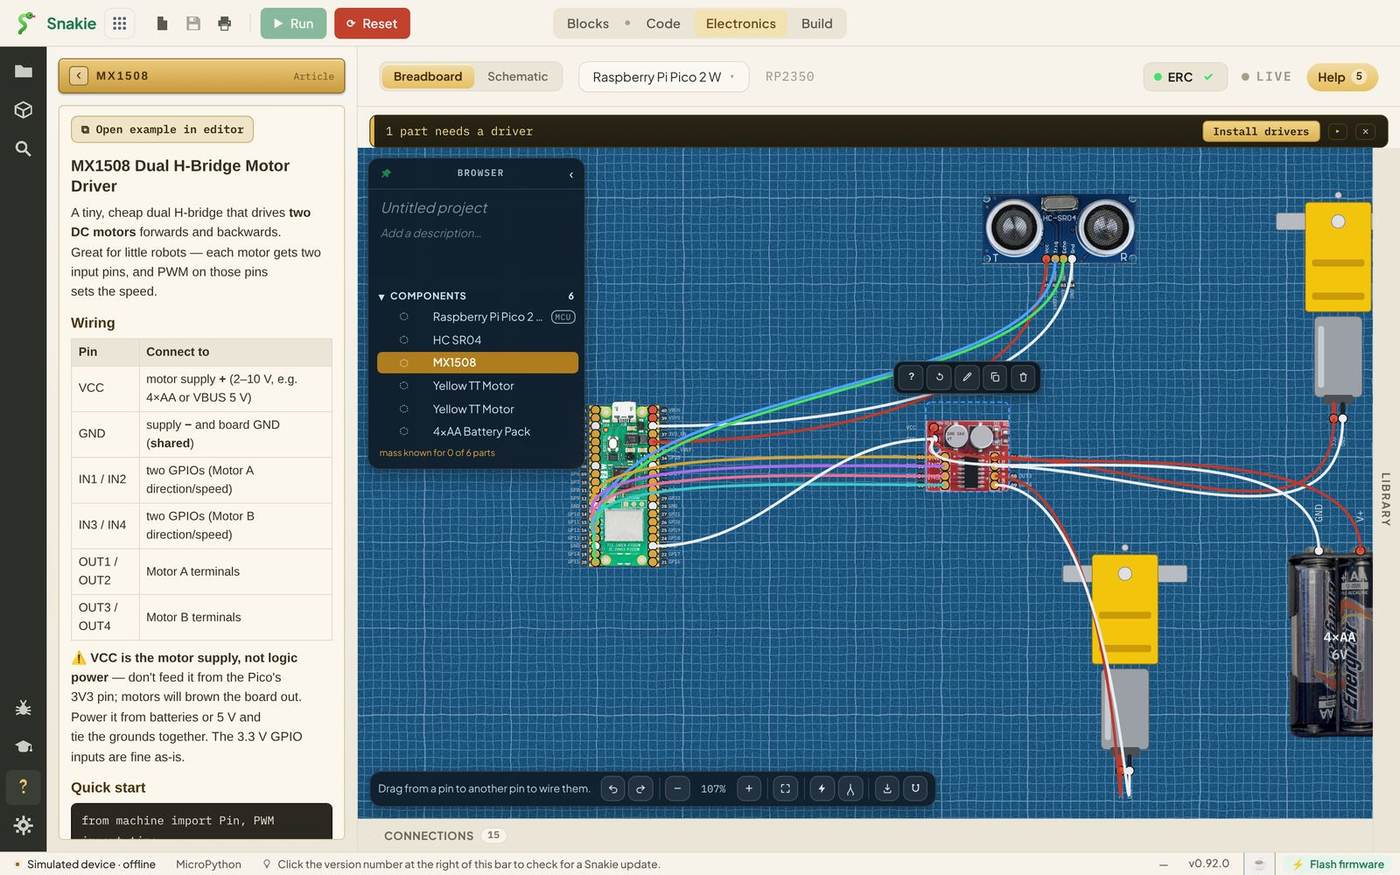 Snakie
Run
Reset
Blocks
Code
Electronics
Build
MX1508
Article
Open example in editor
MX1508 Dual H-Bridge Motor
Driver
A tiny, cheap dual H-bridge that drives two
DC motors forwards and backwards.
Great for little robots — each motor gets two
input pins, and PWM on those pins
sets the speed.
Wiring
Pin Connect to
VCC motor supply + (2–10 V, e.g.
4×AA or VBUS 5 V)
GND supply − and board GND
(shared)
IN1 / IN2 two GPIOs (Motor A
direction/speed)
IN3 / IN4 two GPIOs (Motor B
direction/speed)
OUT1 /
OUT2 Motor A terminals
OUT3 /
OUT4 Motor B terminals
⚠️ VCC is the motor supply, not logic
power — don't feed it from the Pico's
3V3 pin; motors will brown the board out.
Power it from batteries or 5 V and
tie the grounds together. The 3.3 V GPIO
inputs are fine as-is.
Quick start
from machine import Pin, PWM
Breadboard
Schematic
Raspberry Pi Pico 2 W
RP2350
ERC ✓
LIVE
Help 5
1 part needs a driver
Install drivers
BROWSER
Untitled project
Add a description…
COMPONENTS 6
Raspberry Pi Pico 2 … MCU
HC SR04
MX1508
Yellow TT Motor
Yellow TT Motor
4×AA Battery Pack
mass known for 0 of 6 parts
HC-SR04
T
R
VCC
GND
V+
4×AA
6V
Energizer
LIBRARY
Drag from a pin to another pin to wire them.
107%
CONNECTIONS 15
Simulated device · offline
MicroPython
Click the version number at the right of this bar to check for a Snakie update.
—
v0.92.0
Flash firmware